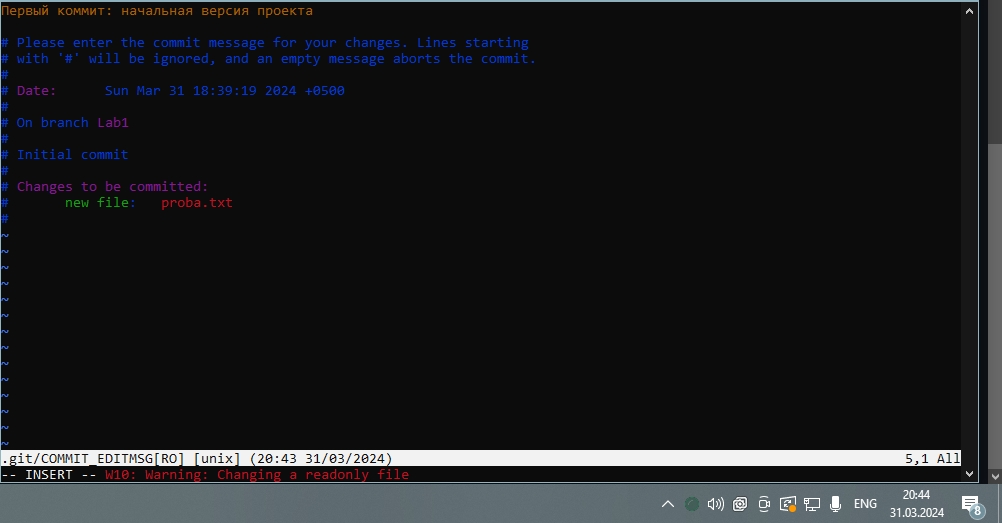 Первый коммит: начальная версия проекта
# Please enter the commit message for your changes. Lines starting
# with '#' will be ignored, and an empty message aborts the commit.
#
# Date:      Sun Mar 31 18:39:19 2024 +0500
#
# On branch Lab1
#
# Initial commit
#
# Changes to be committed:
#       new file:   proba.txt
#
~
~
~
~
~
~
~
~
~
~
~
~
~
~
.git/COMMIT_EDITMSG[RO] [unix] (20:43 31/03/2024) 5,1 All
-- INSERT -- W10: Warning: Changing a readonly file
ENG
20:44
31.03.2024
8